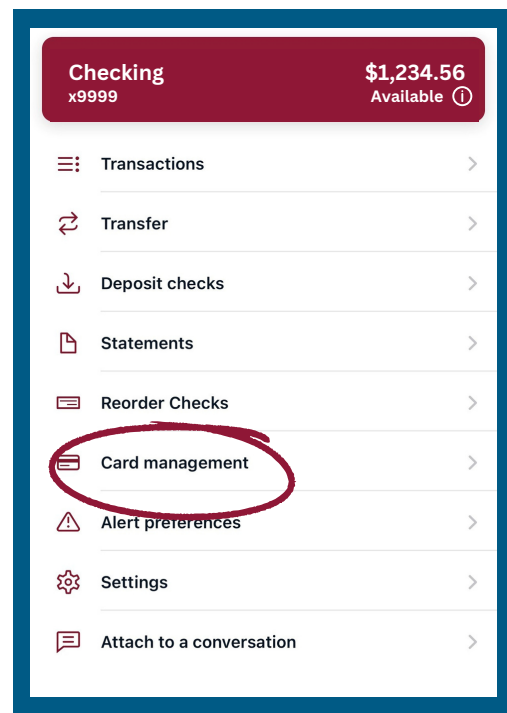 Checking $1,234.56
x9999 Available
Transactions
Transfer
Deposit checks
Statements
Reorder Checks
Card management
Alert preferences
Settings
Attach to a conversation